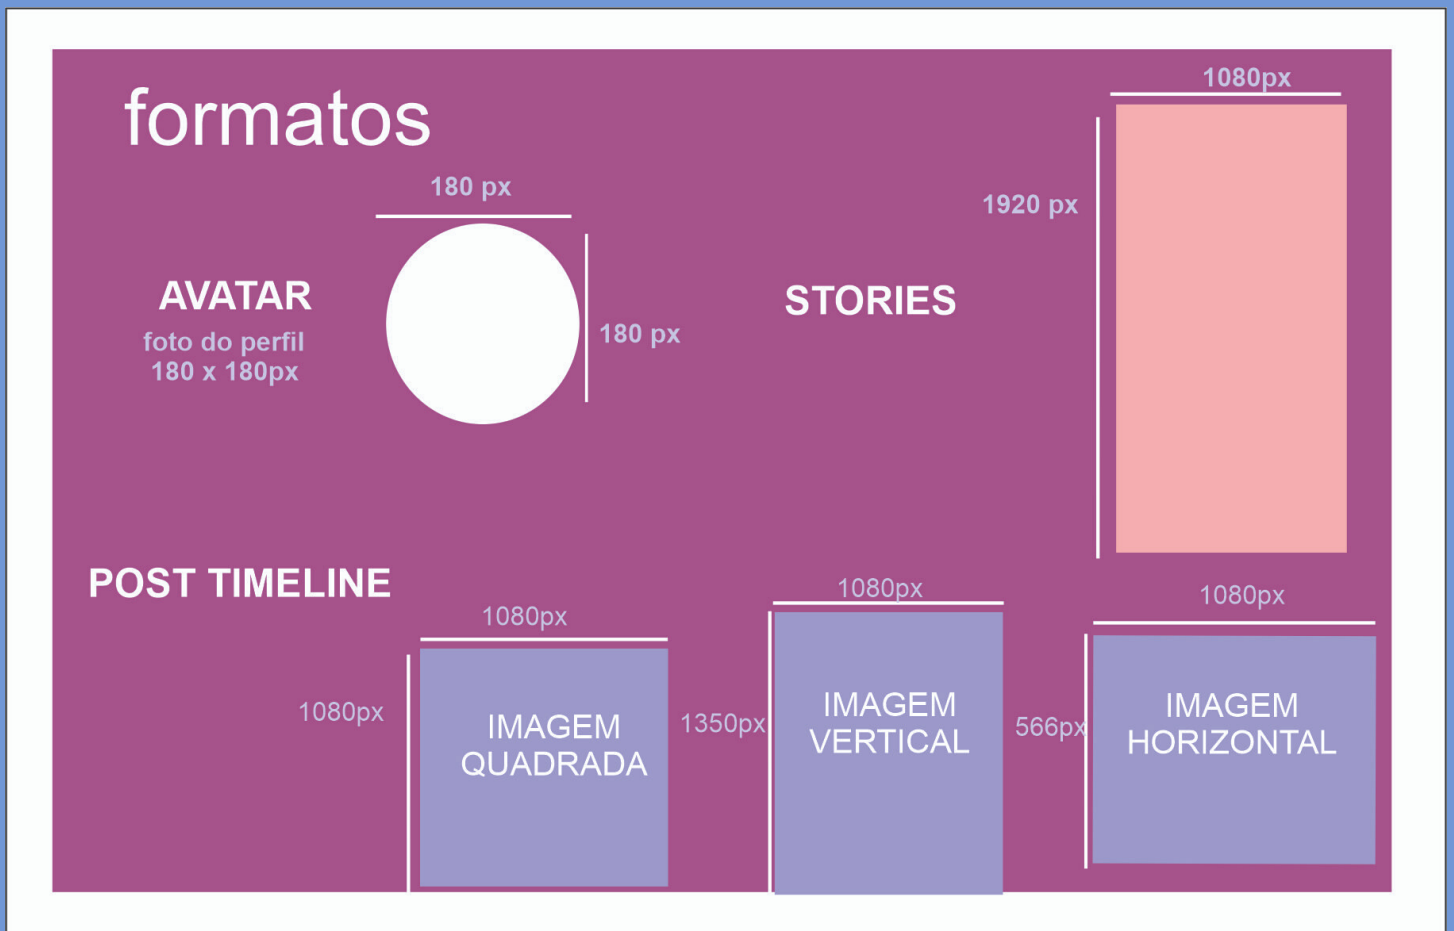 formatos
180 px
AVATAR
foto do perfil
180 x 180px
180 px
1080px
1920 px
STORIES
POST TIMELINE
1080px
1080px
IMAGEM
QUADRADA
1080px
1350px
IMAGEM
VERTICAL
1080px
566px
IMAGEM
HORIZONTAL